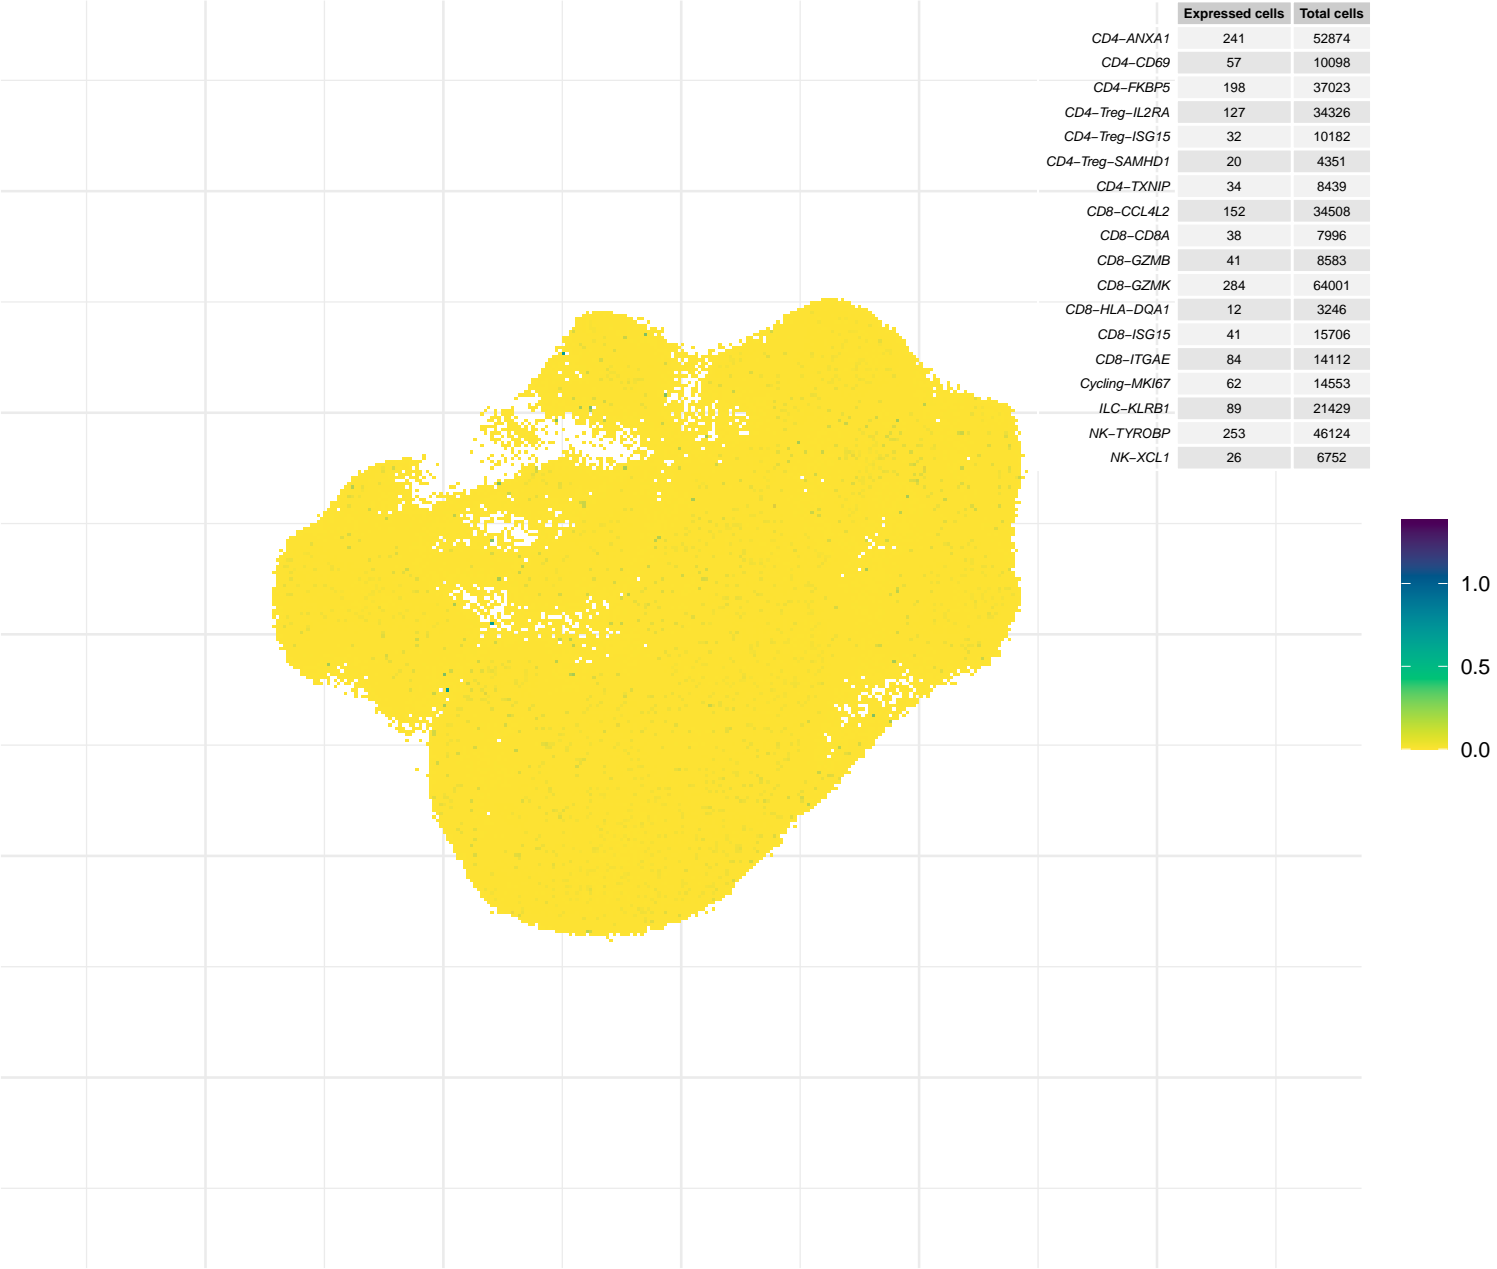 Expressed cells Total cells
CD4−ANXA1 241 52874
CD4−CD69 57 10098
CD4−FKBP5 198 37023
CD4−Treg−IL2RA 127 34326
CD4−Treg−ISG15 32 10182
CD4−Treg−SAMHD1 20 4351
CD4−TXNIP 34 8439
CD8−CCL4L2 152 34508
CD8−CD8A 38 7996
CD8−GZMB 41 8583
CD8−GZMK 284 64001
CD8−HLA−DQA1 12 3246
CD8−ISG15 41 15706
CD8−ITGAE 84 14112
Cycling−MKI67 62 14553
ILC−KLRB1 89 21429
NK−TYROBP 253 46124
NK−XCL1 26 6752
1.0
0.5
0.0